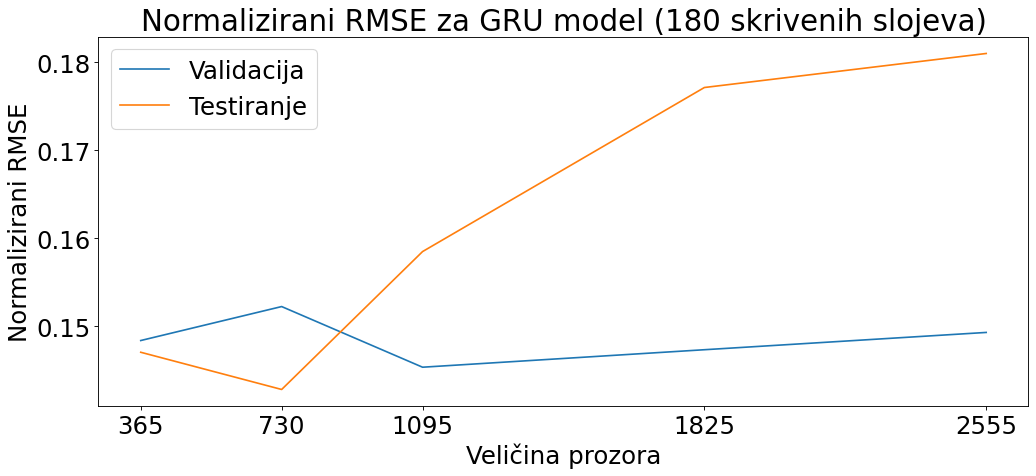 Normalizirani RMSE za GRU model (180 skrivenih slojeva)
Validacija
Testiranje
Normalizirani RMSE
0.18
0.17
0.16
0.15
365 730 1095 1825 2555
Veličina prozora